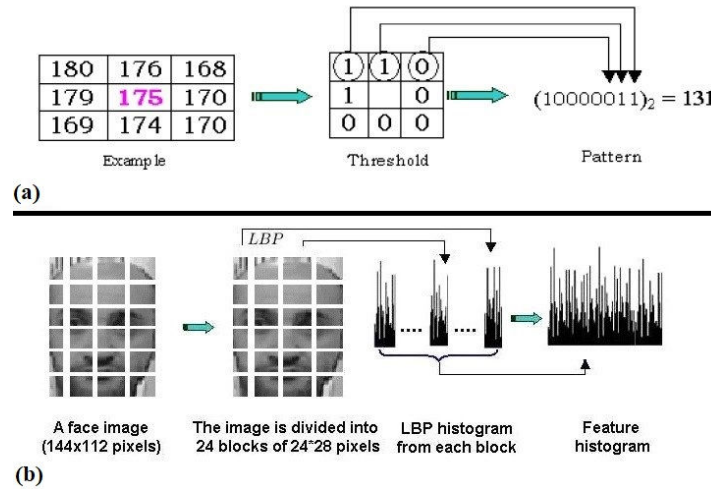 180 176 168
179 175 170
169 174 170
1 1 0
1 0
0 0 0
(10000011)2 = 131
Example
Threshold
Pattern
(a)
LBP
A face image
(144x112 pixels)
The image is divided into
24 blocks of 24*28 pixels
LBP histogram
from each block
Feature
histogram
(b)